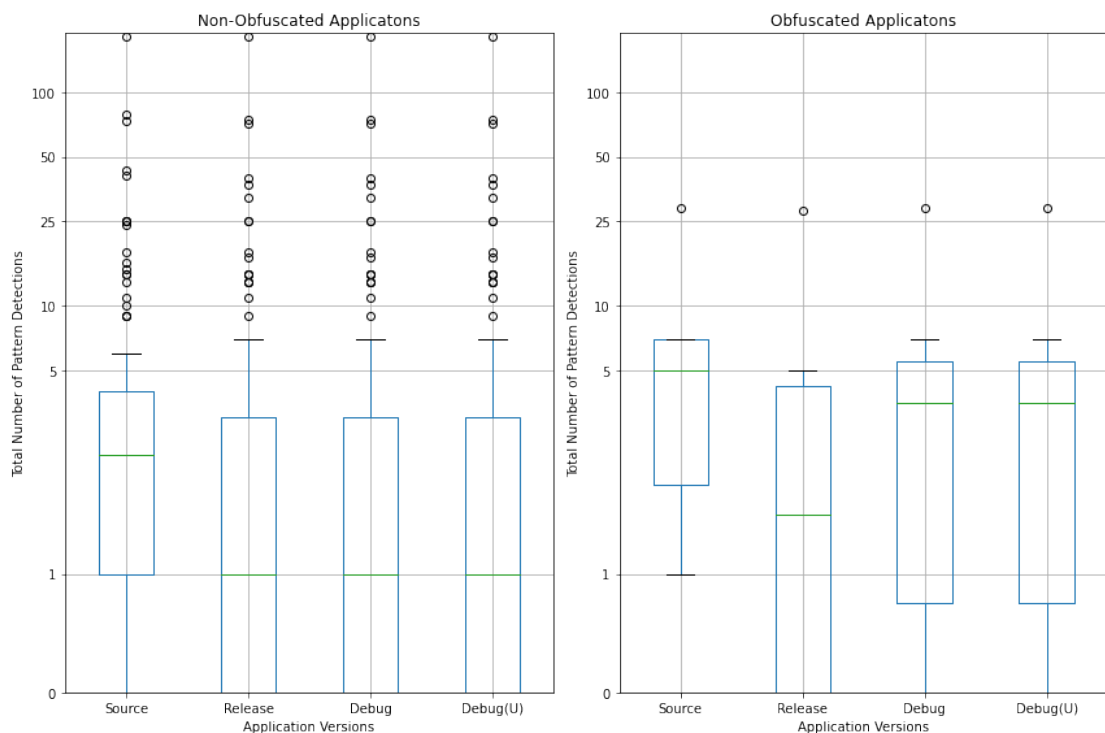 Non-Obfuscated Applicatons
Total Number of Pattern Detections
100
50
25
10
5
1
0
Source Release Debug Debug(U)
Application Versions
Obfuscated Applicatons
Total Number of Pattern Detections
100
50
25
10
5
1
0
Source Release Debug Debug(U)
Application Versions